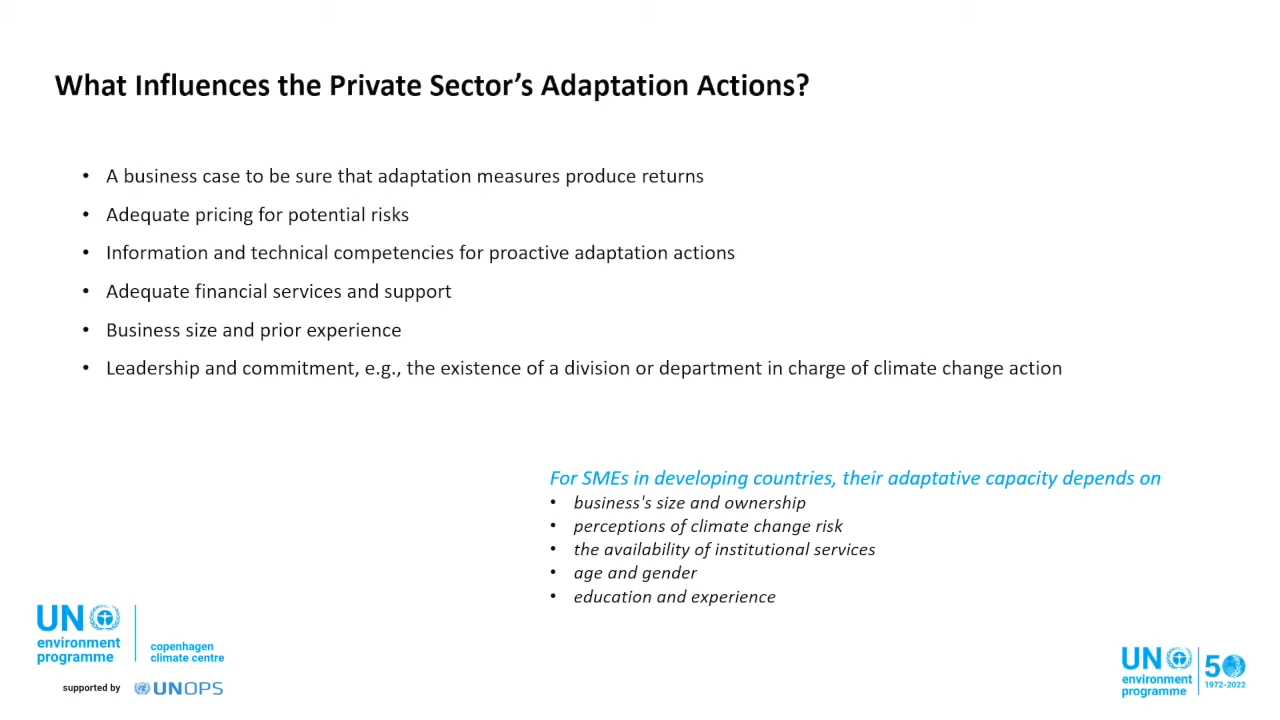 What Influences the Private Sector’s Adaptation Actions?
• A business case to be sure that adaptation measures produce returns
• Adequate pricing for potential risks
• Information and technical competencies for proactive adaptation actions
• Adequate financial services and support
• Business size and prior experience
• Leadership and commitment, e.g., the existence of a division or department in charge of climate change action
For SMEs in developing countries, their adaptative capacity depends on
• business's size and ownership
• perceptions of climate change risk
• the availability of institutional services
• age and gender
• education and experience
UN
environment
programme
copenhagen
climate centre
supported by
UNOPS
UN
environment
programme
50
1972-2022